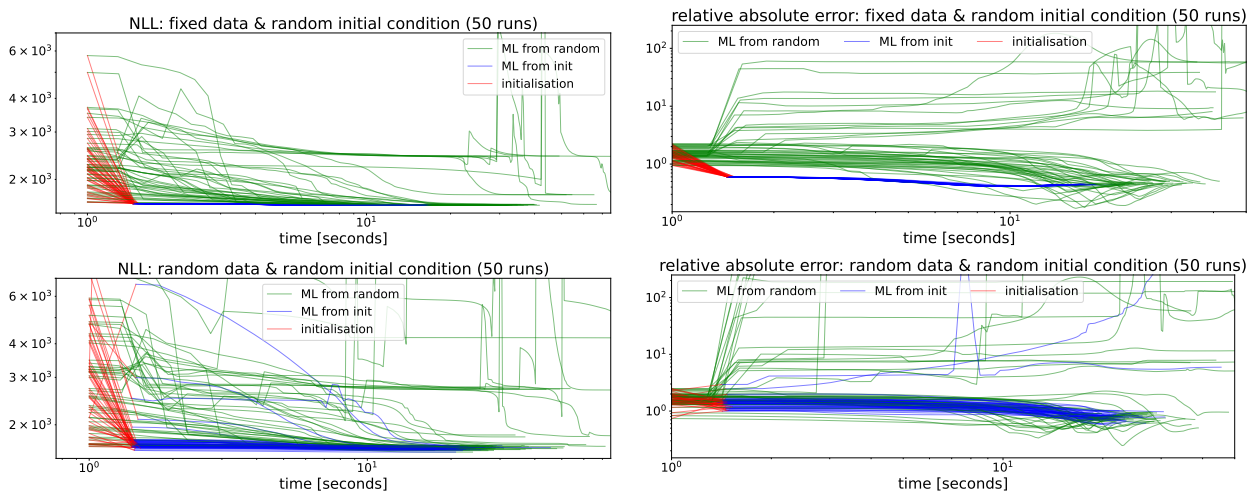 NLL: fixed data & random initial condition (50 runs)
6 × 10³
4 × 10³
3 × 10³
2 × 10³
ML from random
ML from init
initialisation
10⁰
10¹
time [seconds]
relative absolute error: fixed data & random initial condition (50 runs)
10²
10¹
10⁰
ML from random
ML from init
initialisation
10⁰
10¹
time [seconds]
NLL: random data & random initial condition (50 runs)
6 × 10³
4 × 10³
3 × 10³
2 × 10³
ML from random
ML from init
initialisation
10⁰
10¹
time [seconds]
relative absolute error: random data & random initial condition (50 runs)
10²
10¹
10⁰
ML from random
ML from init
initialisation
10⁰
10¹
time [seconds]